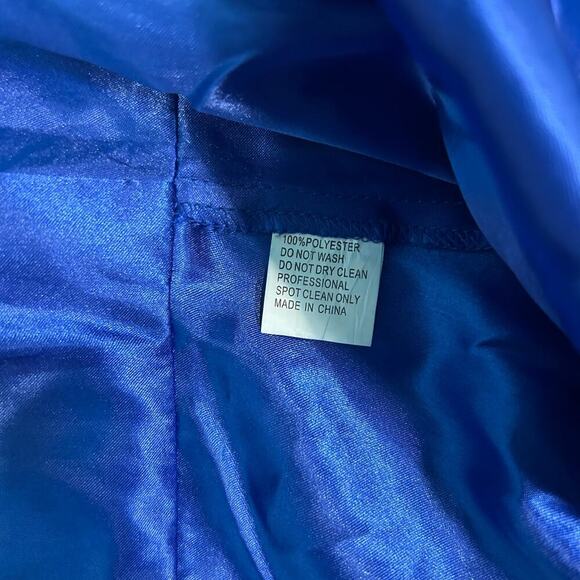 100%POLYESTER
DO NOT WASH
DO NOT DRY CLEAN
PROFESSIONAL
SPOT CLEAN ONLY
MADE IN CHINA